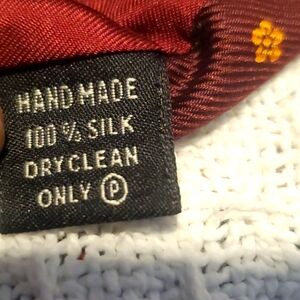 HAND MADE
100% SILK
DRYCLEAN
ONLY Ⓟ